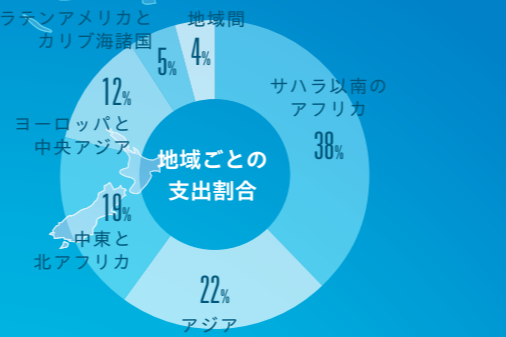 ラテンアメリカと
カリブ海諸国
5%
地域間
4%
サハラ以南の
アフリカ
38%
12%
ヨーロッパと
中央アジア
地域ごとの
支出割合
19%
中東と
北アフリカ
22%
アジア